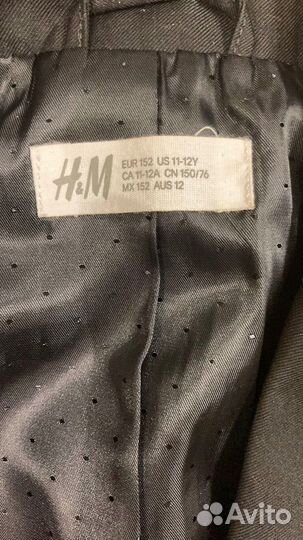 H&M
EUR 152 US 11-12Y
CA 11-12A CN 150/76
MX 152 AUS 12
Avito